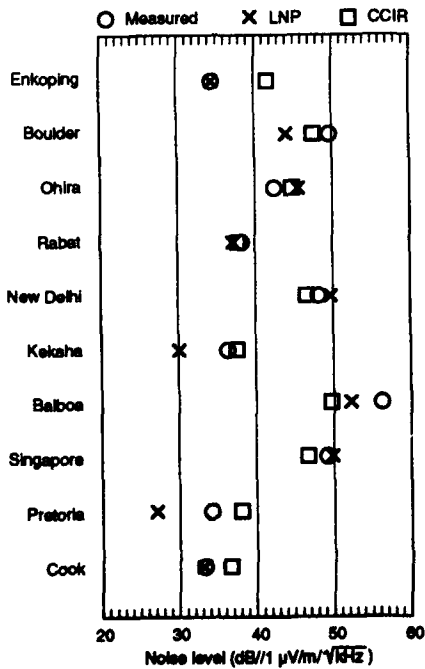 Measured LNP CCIR
Enkoping
Boulder
Ohira
Rabat
New Delhi
Kekaha
Balboa
Singapore
Pretoria
Cook
20 30 40 50 60
Noise level (dB//1 µV/m/√kHz)